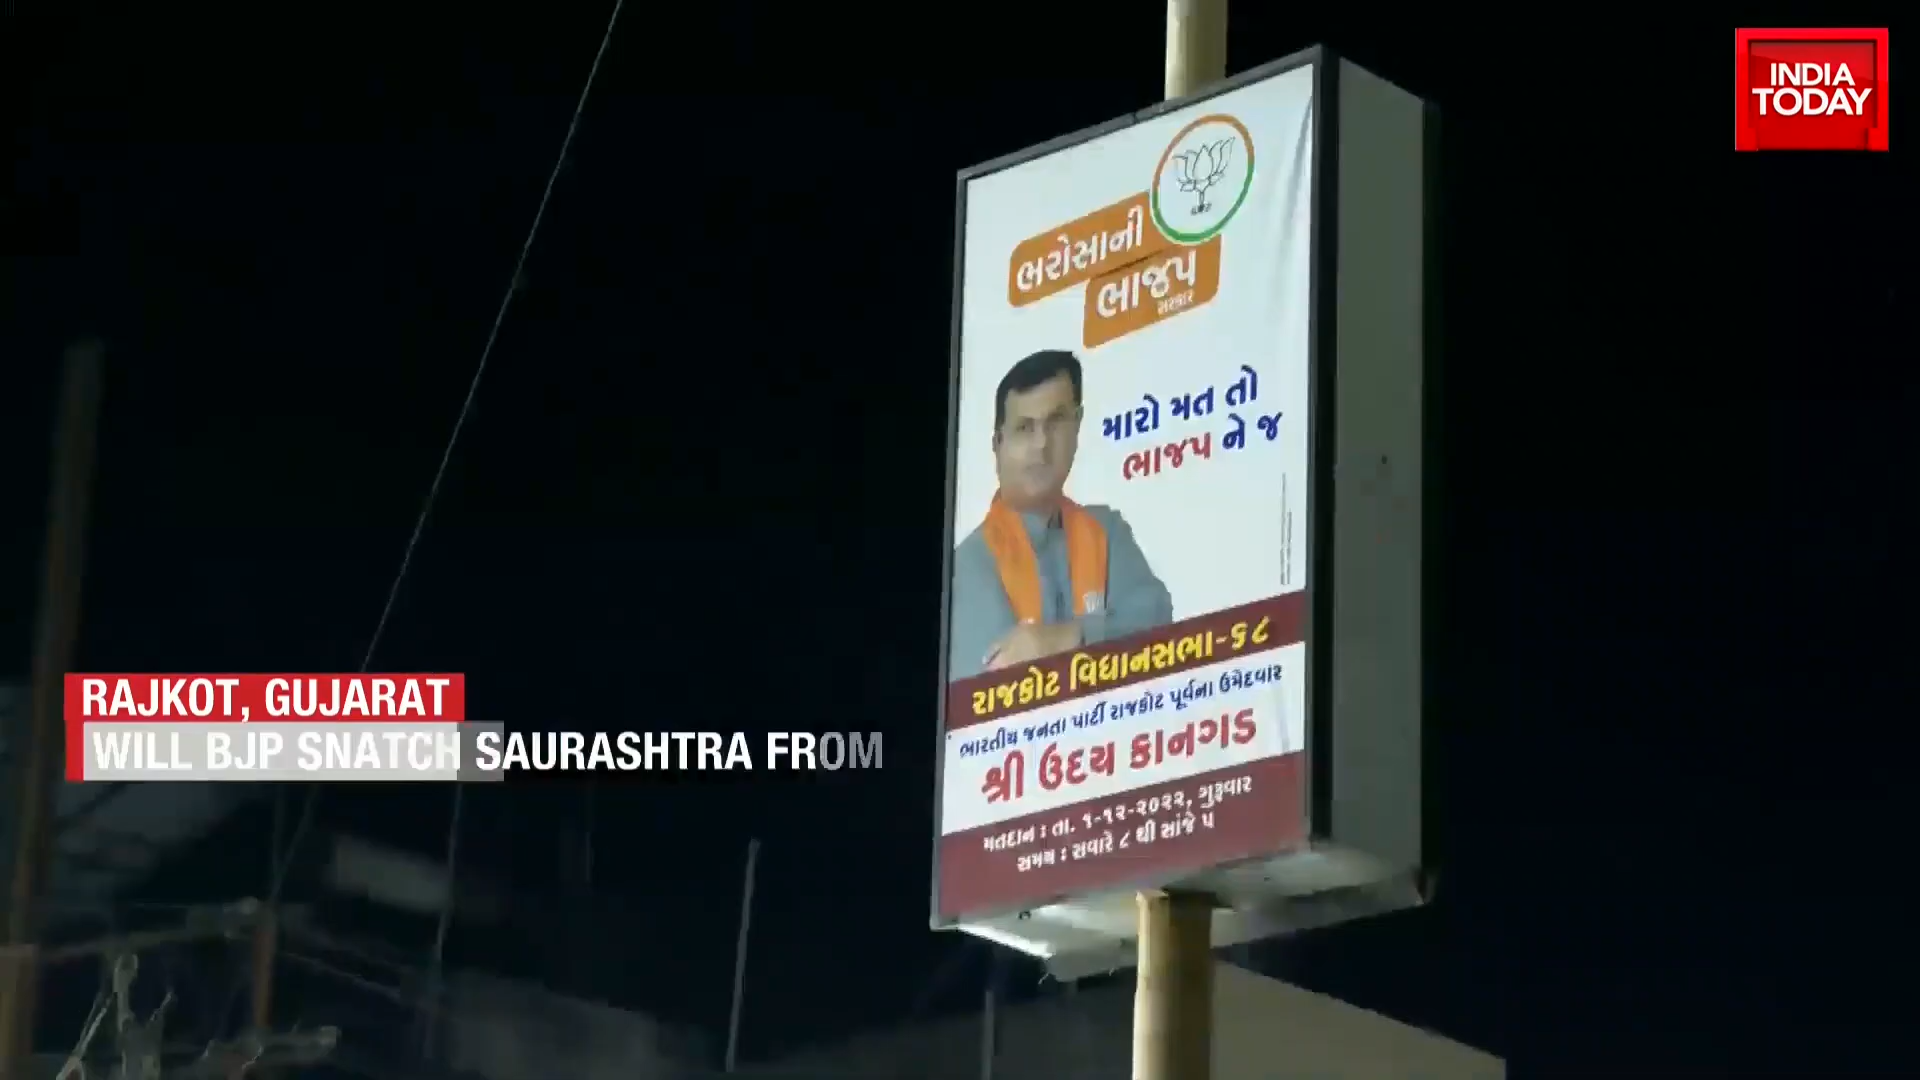 INDIA
TODAY
ભરોસાની
ભાજપ
સરકાર
મારો મત તો
ભાજપ ને જ
રાજકોટ વિધાનસભા-૬૮
ભારતીય જનતા પાર્ટી રાજકોટ પૂર્વના ઉમેદવાર
શ્રી ઉદય કાનગડ
મતદાન : તા. ૧-૧૨-૨૦૨૨, ગુરૂવાર
સમય : સવારે ૮ થી સાંજે ૫
RAJKOT, GUJARAT
WILL BJP SNATCH SAURASHTRA FROM